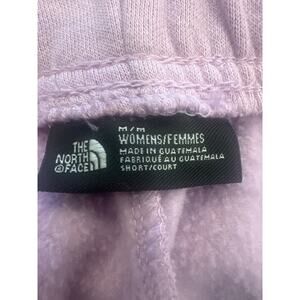 THE
NORTH
FACE
M/M
WOMENS/FEMMES
MADE IN GUATEMALA
FABRIQUÉ AU GUATEMALA
SHORT/COURT